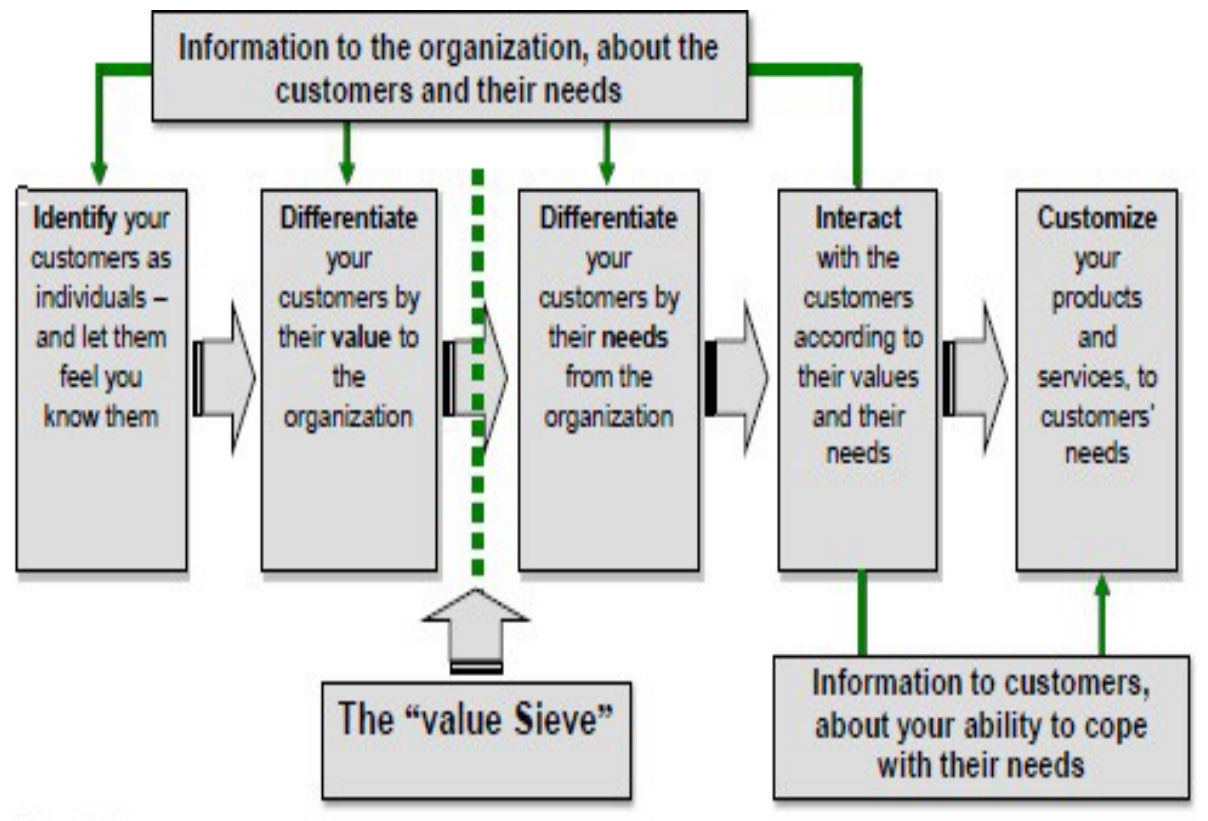 Information to the organization, about the
customers and their needs
Identify your
customers as
individuals –
and let them
feel you
know them
Differentiate
your
customers by
their value to
the
organization
Differentiate
your
customers by
their needs
from the
organization
Interact
with the
customers
according to
their values
and their
needs
Customize
your
products
and
services, to
customers'
needs
The “value Sieve”
Information to customers,
about your ability to cope
with their needs